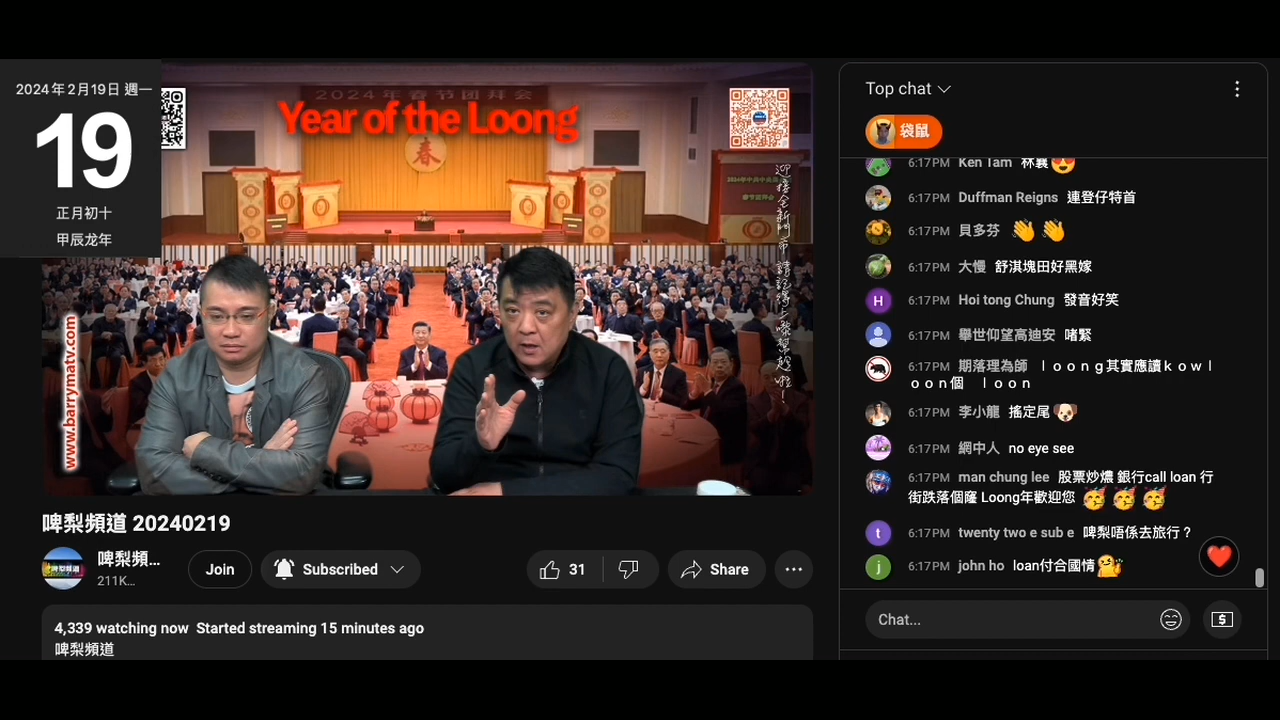 2024年2月19日 週一
19
正月初十
甲辰龙年
2024年春节团拜会
Year of the Loong
春
www.barrymatv.com
啤梨頻道 20240219
啤梨頻...
211K...
Join
Subscribed
31
Share
4,339 watching now Started streaming 15 minutes ago
啤梨頻道
Top chat
袋鼠
6:17PM Ken Tam 林襄😍
6:17PM Duffman Reigns 連登仔特首
6:17PM 貝多芬 👋👋
6:17PM 大慢 舒淇塊田好黑嫁
6:17PM Hoi tong Chung 發音好笑
6:17PM 舉世仰望高迪安 啫緊
6:17PM 期落理為師 ｌｏｏｎｇ其實應讀ｋｏｗｌ
ｏｏｎ個 ｌｏｏｎ
6:17PM 李小龍 搖定尾🐶
6:17PM 網中人 no eye see
6:17PM man chung lee 股票炒燶 銀行call loan 行
街跌落個窿 Loong年歡迎您 🥳🥳🥳
6:17PM twenty two e sub e 啤梨唔係去旅行？
6:17PM john ho loan付合國情
Chat...